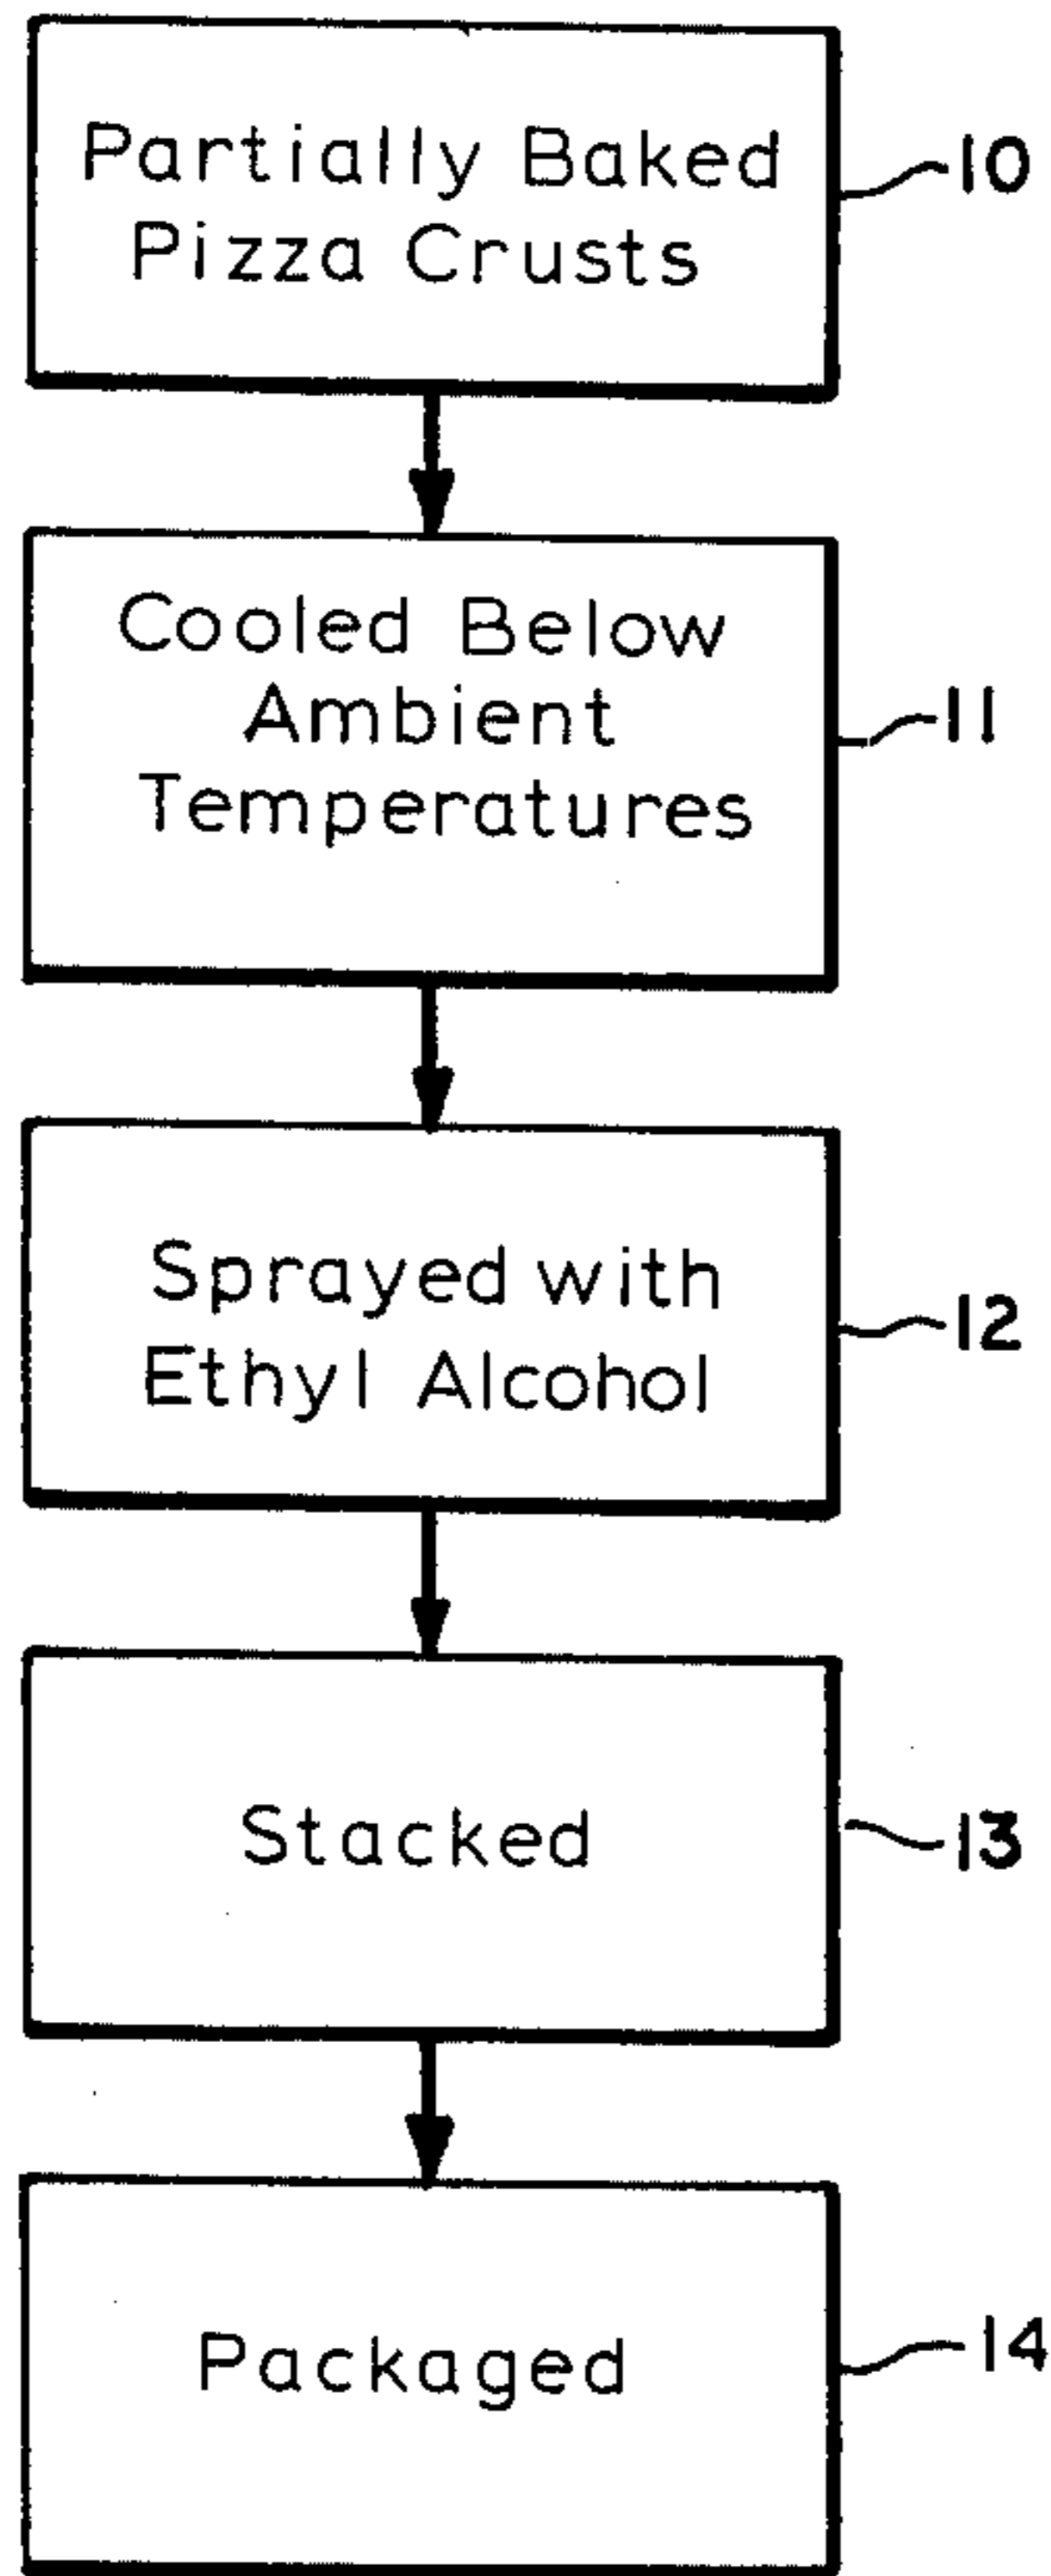 Partially Baked
Pizza Crusts
10
Cooled Below
Ambient
Temperatures
11
Sprayed with
Ethyl Alcohol
12
Stacked
13
Packaged
14